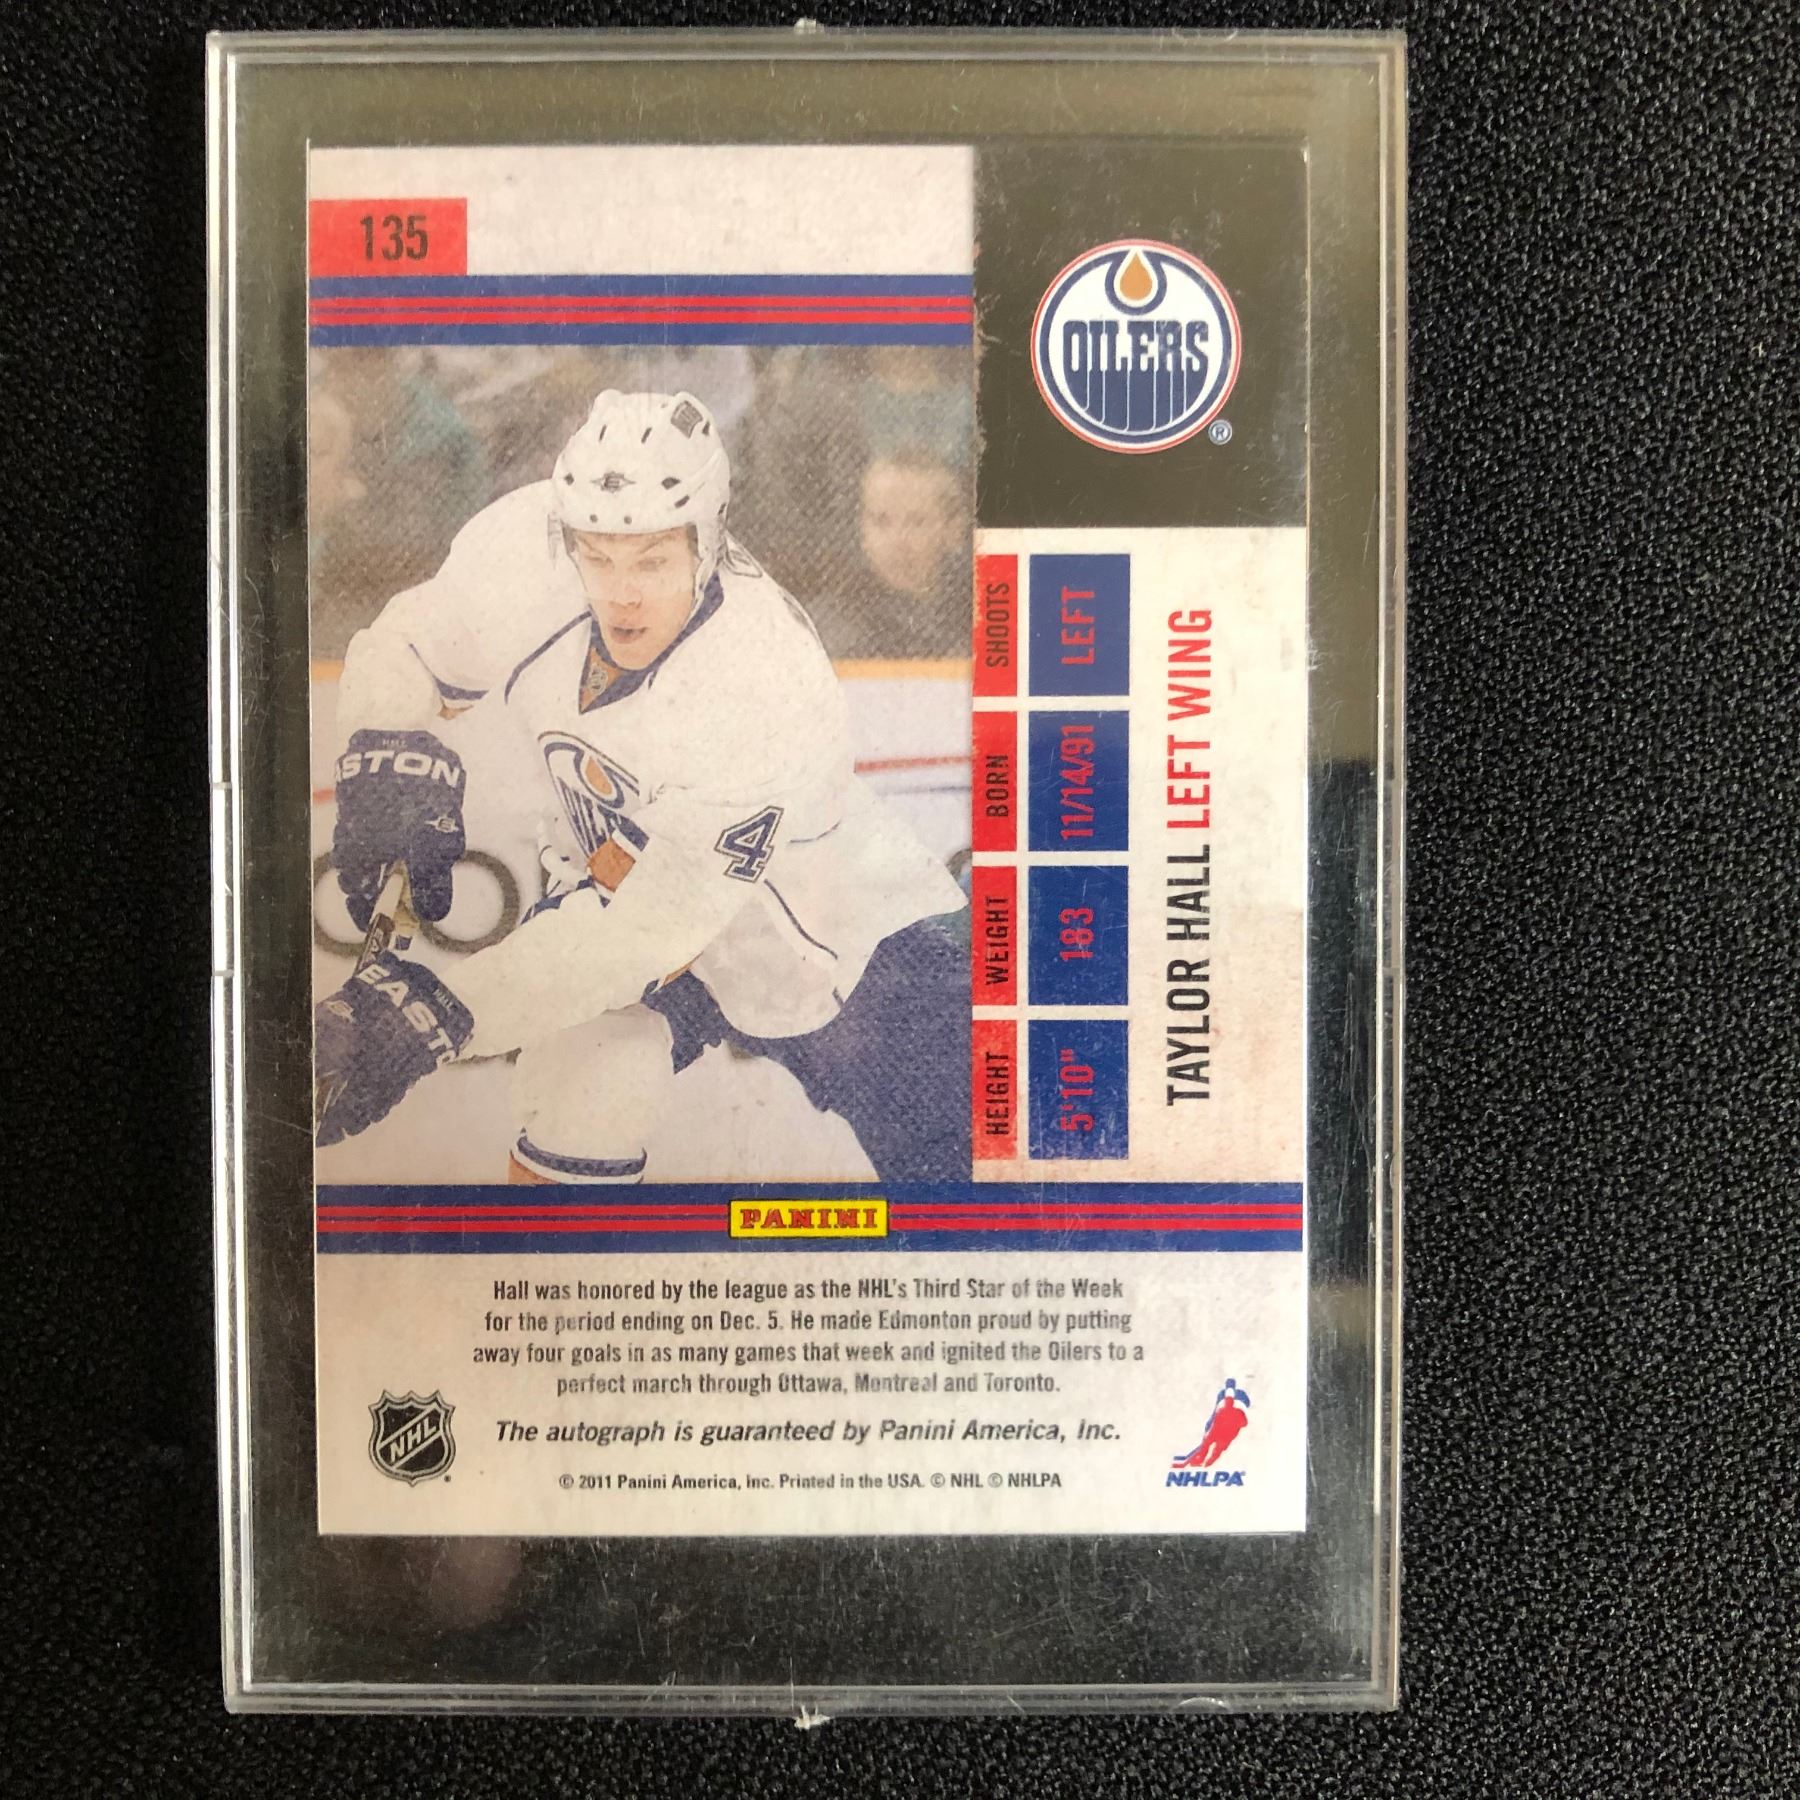 135
OILERS
®
HALL
ASTON
EASTO
4
SHOOTS
LEFT
BORN
11/14/91
WEIGHT
183
HEIGHT
5'10"
TAYLOR HALL LEFT WING
PANINI
Hall was honored by the league as the NHL's Third Star of the Week
for the period ending on Dec. 5. He made Edmonton proud by putting
away four goals in as many games that week and ignited the Oilers to a
perfect march through Ottawa, Montreal and Toronto.
The autograph is guaranteed by Panini America, Inc.
© 2011 Panini America, Inc. Printed in the USA. © NHL © NHLPA
NHL
NHLPA